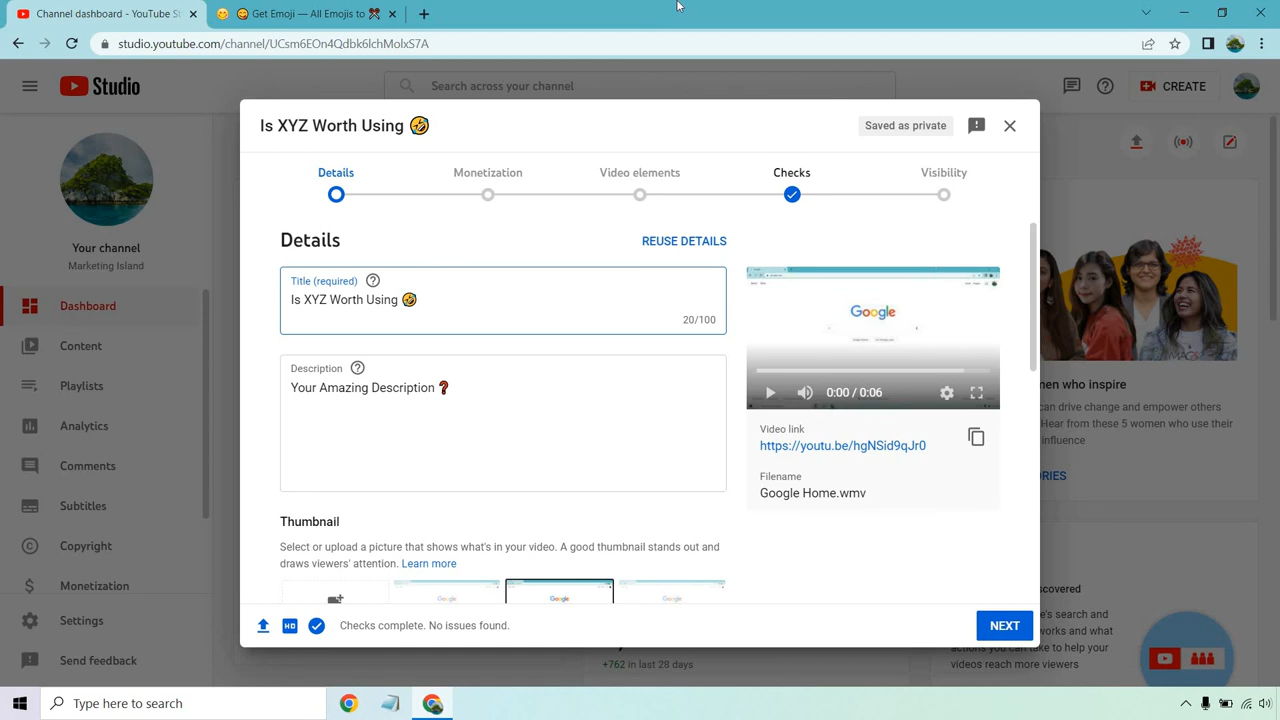 Channel dashboard - YouTube St
😊 Get Emoji — All Emojis to
studio.youtube.com/channel/UCsm6EOn4Qdbk6lchMolxS7A
Studio
Search across your channel
CREATE
Your channel
Marketing Island
Dashboard
Content
Playlists
Analytics
Comments
Subtitles
Copyright
Monetization
Settings
Send feedback
Is XYZ Worth Using 🤣
Saved as private
Details
Monetization
Video elements
Checks
Visibility
Details
REUSE DETAILS
Title (required)
Is XYZ Worth Using 🤣
20/100
Description
Your Amazing Description ❓
Thumbnail
Select or upload a picture that shows what's in your video. A good thumbnail stands out and
draws viewers' attention. Learn more
Google
Google
Google
Google
0:00 / 0:06
Video link
https://youtu.be/hgNSid9qJr0
Filename
Google Home.wmv
HD
Checks complete. No issues found.
NEXT
men who inspire
can drive change and empower others
Hear from these 5 women who use their
influence
ORIES
scovered
e's search and
works and what
actions you can take to help your
videos reach more viewers
+762 in last 28 days
Type here to search